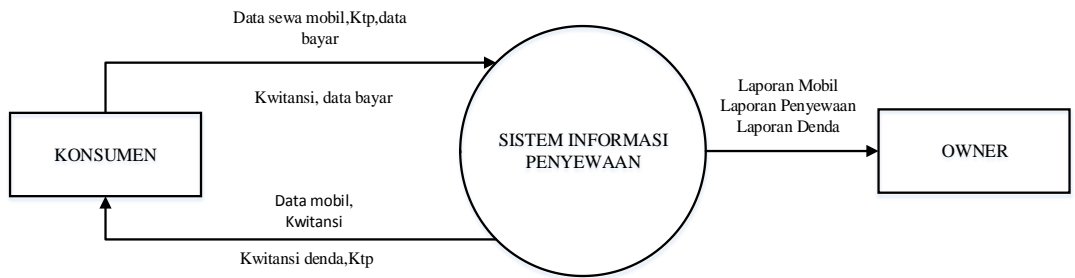 Data sewa mobil,Ktp,data
bayar
Kwitansi, data bayar
KONSUMEN
SISTEM INFORMASI
PENYEWAAN
Laporan Mobil
Laporan Penyewaan
Laporan Denda
OWNER
Data mobil,
Kwitansi
Kwitansi denda,Ktp